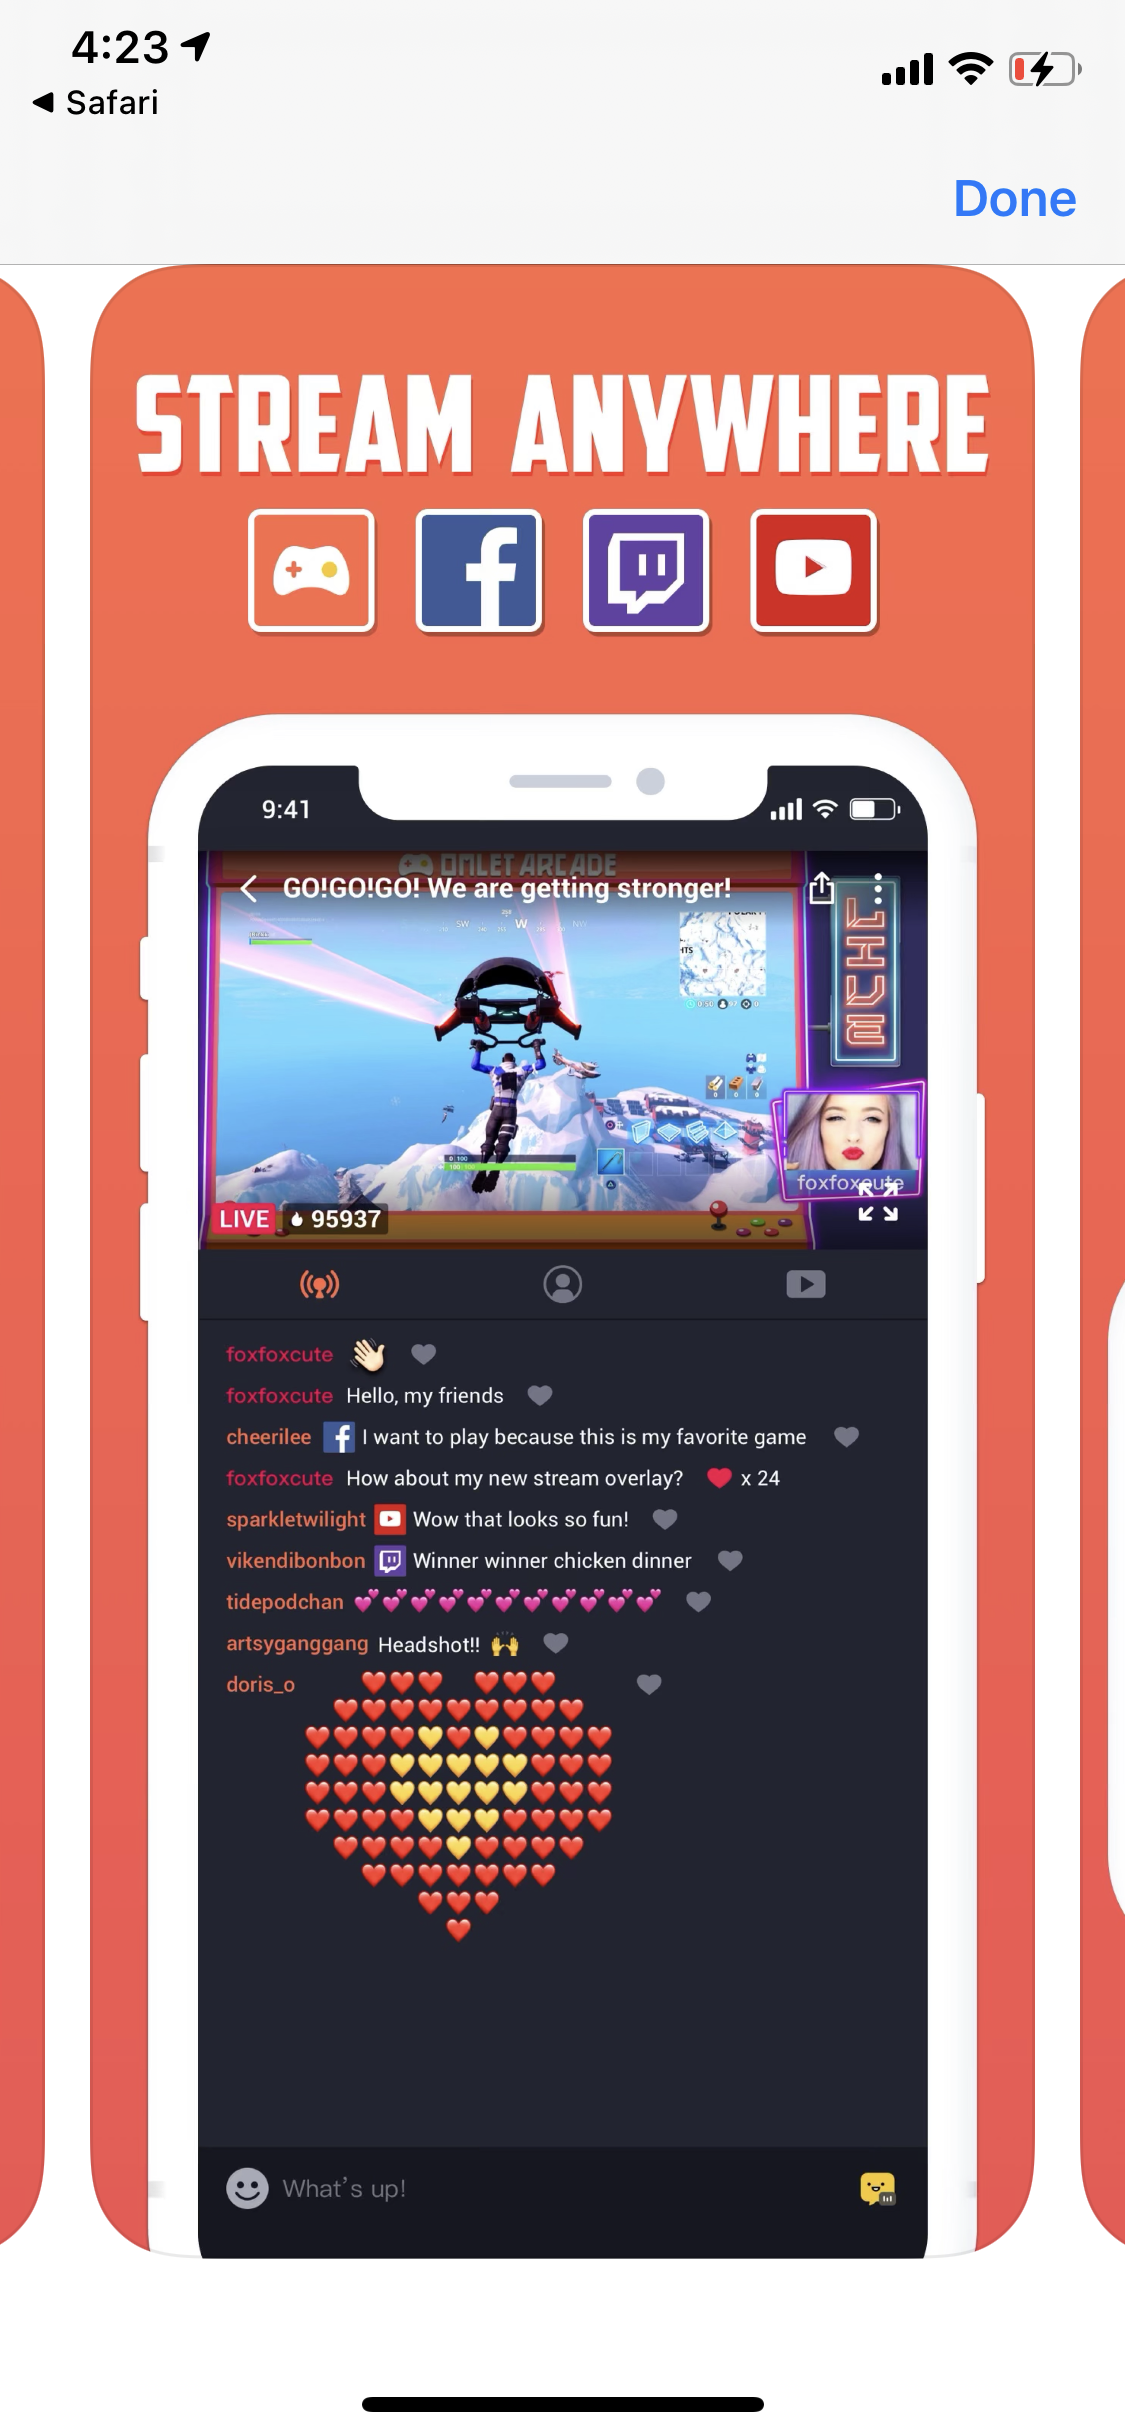 4:23
Safari
Done
STREAM ANYWHERE
9:41
OMLET ARCADE
GO!GO!GO! We are getting stronger!
SW W NW
foxfoxcute
LIVE 95937
foxfoxcute
foxfoxcute Hello, my friends
cheerilee I want to play because this is my favorite game
foxfoxcute How about my new stream overlay? x 24
sparkletwilight Wow that looks so fun!
vikendibonbon Winner winner chicken dinner
tidepodchan
artsyganggang Headshot!!
doris_o
What's up!